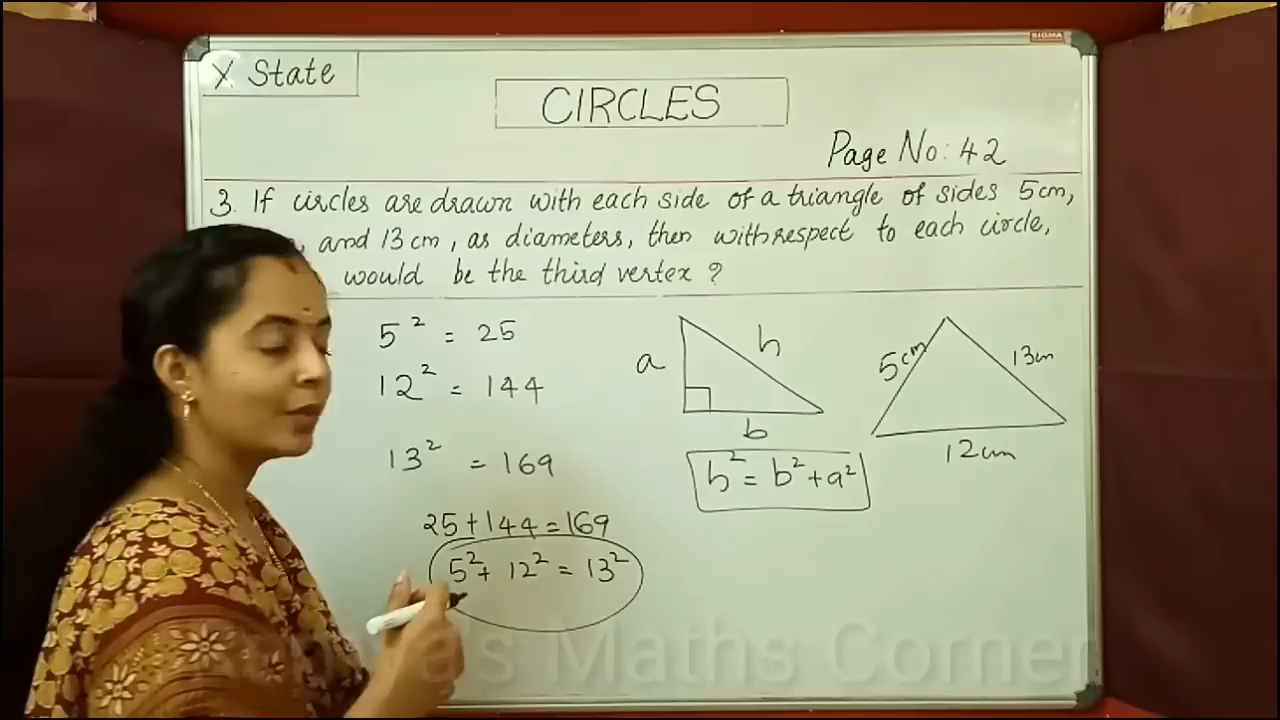 SIGMA
X State
CIRCLES
Page No: 42
3. If circles are drawn with each side of a triangle of sides 5cm,
, and 13 cm, as diameters, then with respect to each circle,
would be the third vertex ?
5² = 25
12² = 144
13² = 169
25+144=169
5²+ 12² = 13²
a
h
b
h² = b²+a²
5cm
13cm
12cm
's Maths Corner